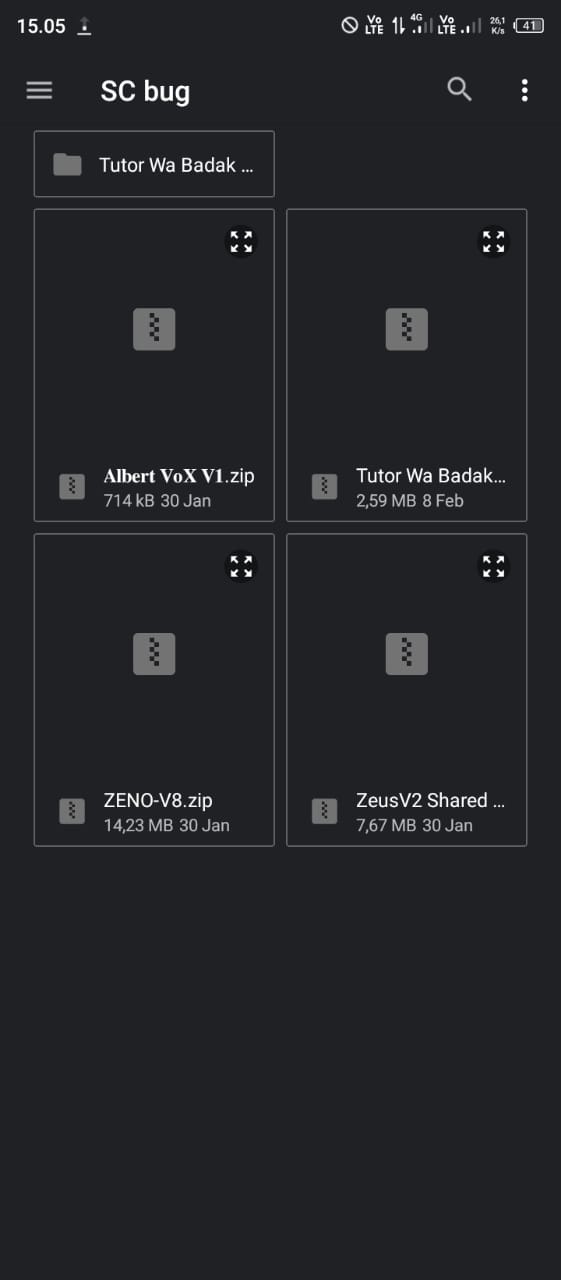 15.05
Vo LTE 4G Vo LTE 26,1 K/s 41
SC bug
Tutor Wa Badak ...
Albert VoX V1.zip
714 kB 30 Jan
Tutor Wa Badak...
2,59 MB 8 Feb
ZENO-V8.zip
14,23 MB 30 Jan
ZeusV2 Shared ...
7,67 MB 30 Jan